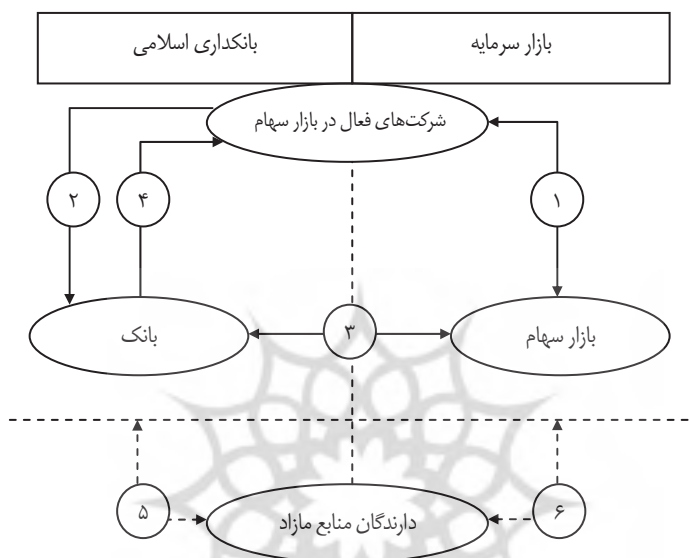 بازار سرمایه
بانکداری اسلامی
شرکت‌های فعال در بازار سهام
۱
۴
۲
بازار سهام
۳
بانک
۶
دارندگان منابع مازاد
۵